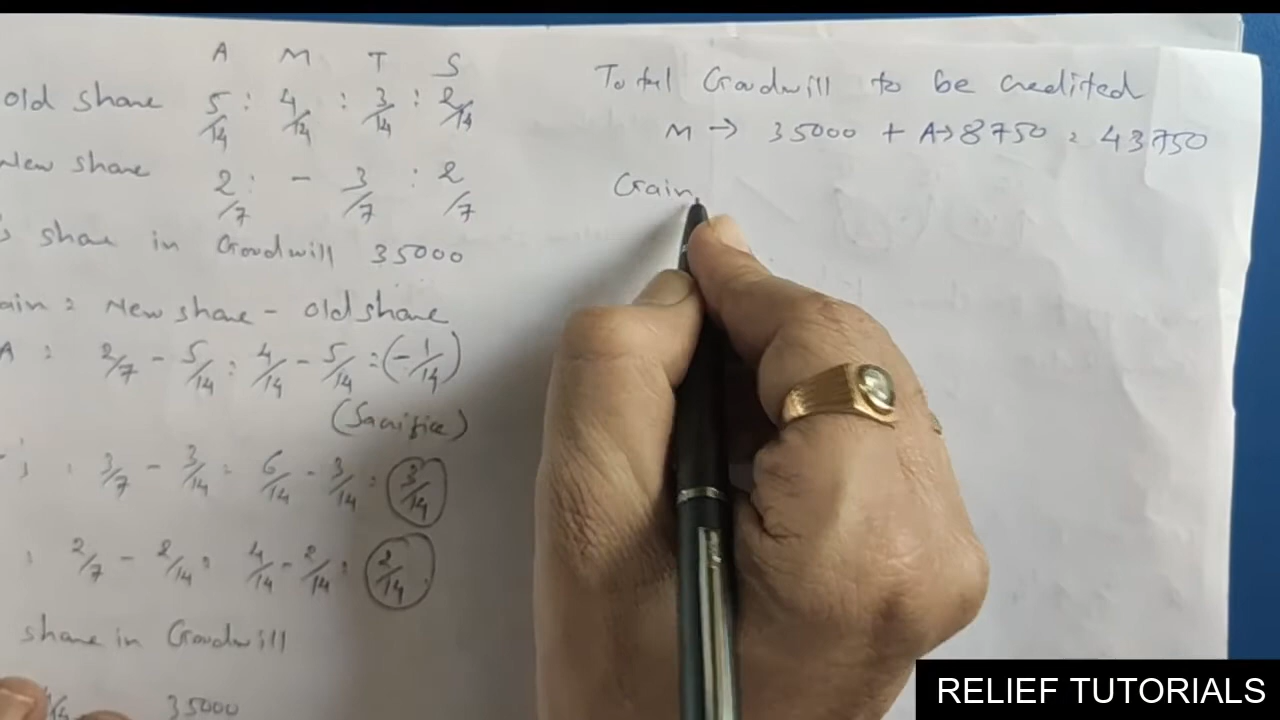 A M T S
old share 5/14 : 4/14 : 3/14 : 2/14
New share 2/7 : - 3/7 : 2/7
share in Goodwill 35000
ain = New share - old share
A = 2/7 - 5/14 = 4/14 - 5/14 = (-1/14)
(Sacrifice)
= 3/7 - 3/14 = 6/14 - 3/14 = 3/14
2/7 - 2/14 = 4/14 - 2/14 = 2/14
share in Goodwill
35000
Total Goodwill to be credited
M → 35000 + A → 8750 = 43750
Gain
RELIEF TUTORIALS